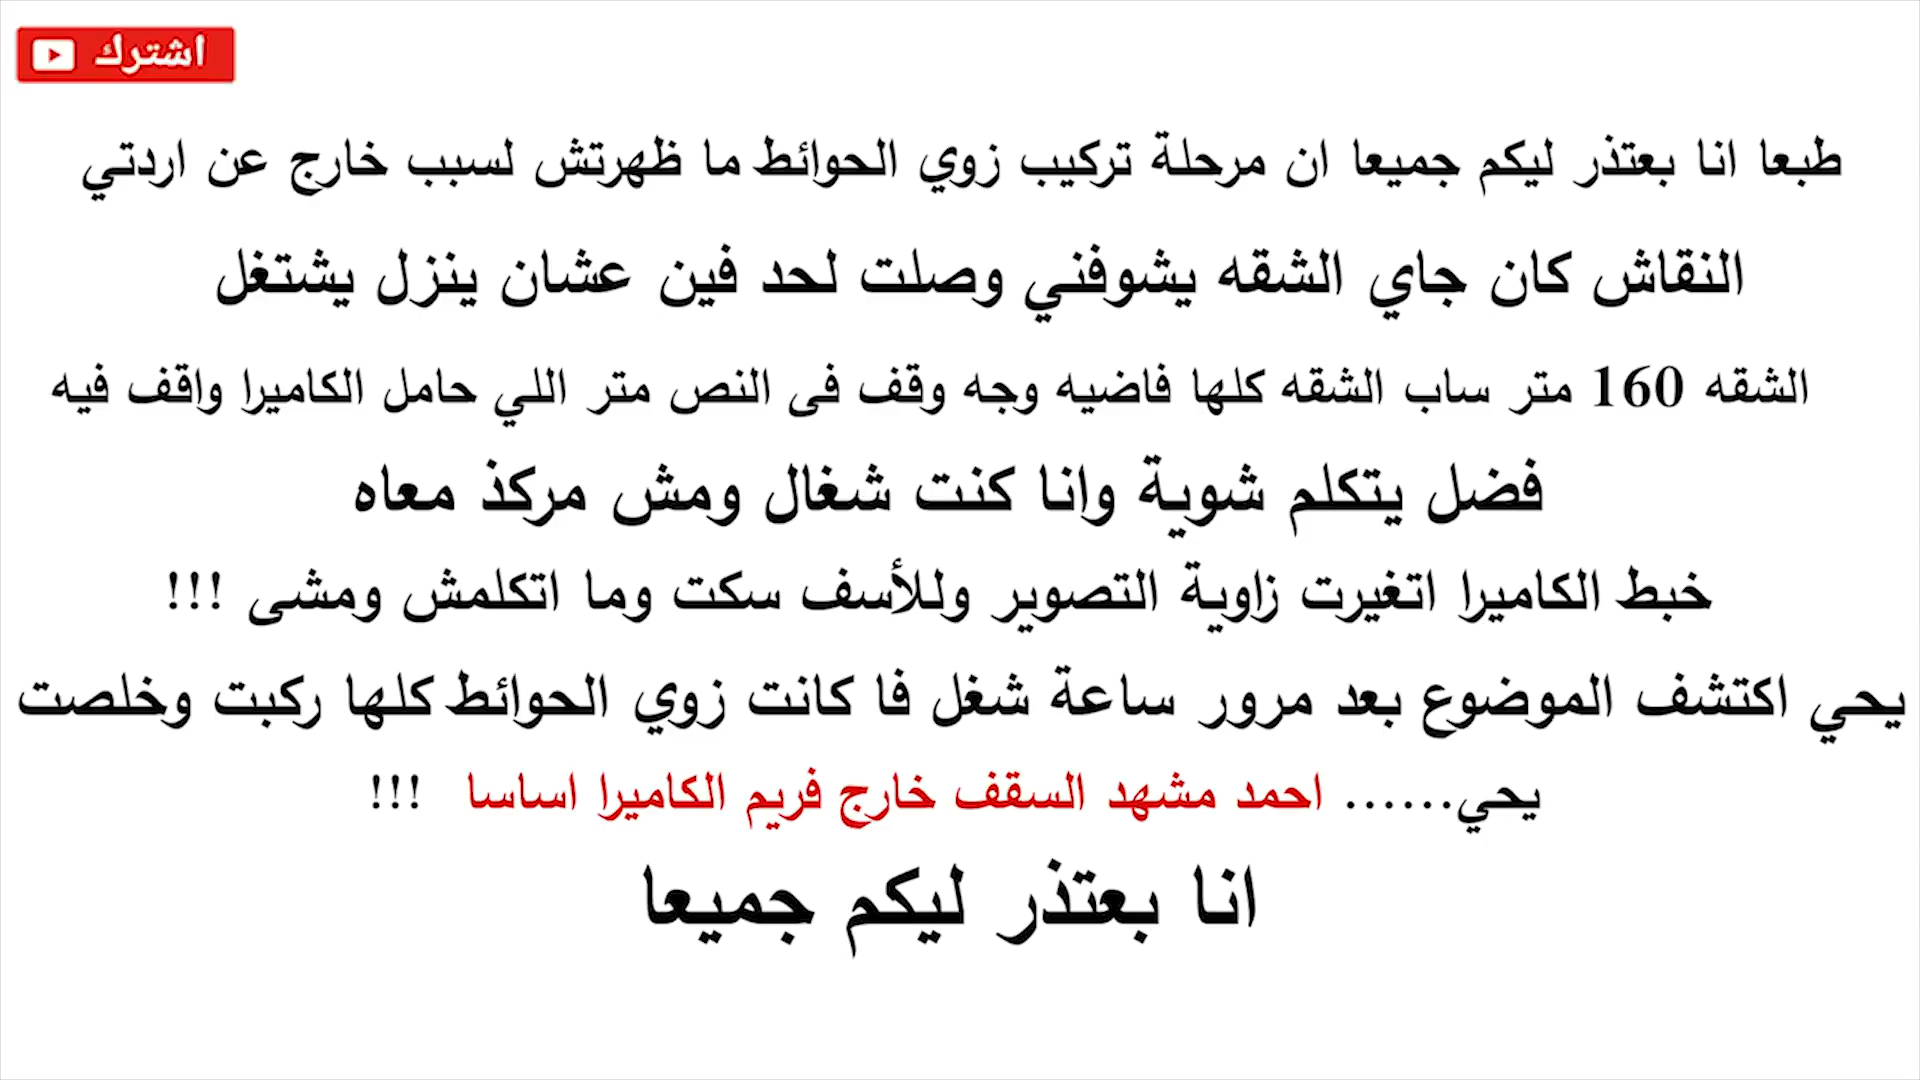 اشترك
طبعا انا بعتذر ليكم جميعا ان مرحلة تركيب زوي الحوائط ما ظهرتش لسبب خارج عن اردتي
النقاش كان جاي الشقه يشوفني وصلت لحد فين عشان ينزل يشتغل
الشقه 160 متر ساب الشقه كلها فاضيه وجه وقف فى النص متر اللي حامل الكاميرا واقف فيه
فضل يتكلم شوية وانا كنت شغال ومش مركذ معاه
خبط الكاميرا اتغيرت زاوية التصوير وللأسف سكت وما اتكلمش ومشى !!!
يحي اكتشف الموضوع بعد مرور ساعة شغل فا كانت زوي الحوائط كلها ركبت وخلصت
يحي...... احمد مشهد السقف خارج فريم الكاميرا اساسا !!!
انا بعتذر ليكم جميعا